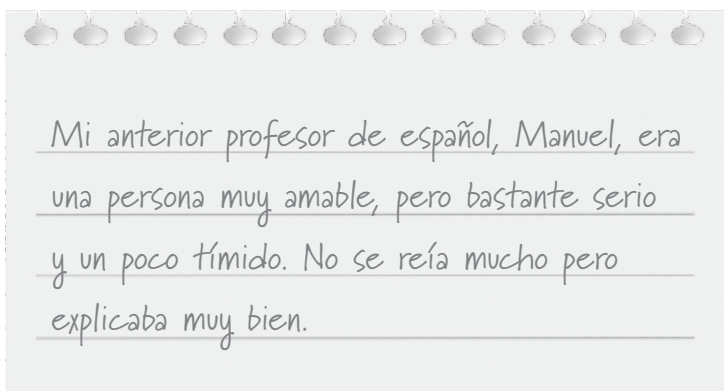 Mi anterior profesor de español, Manuel, era
una persona muy amable, pero bastante serio
y un poco tímido. No se reía mucho pero
explicaba muy bien.